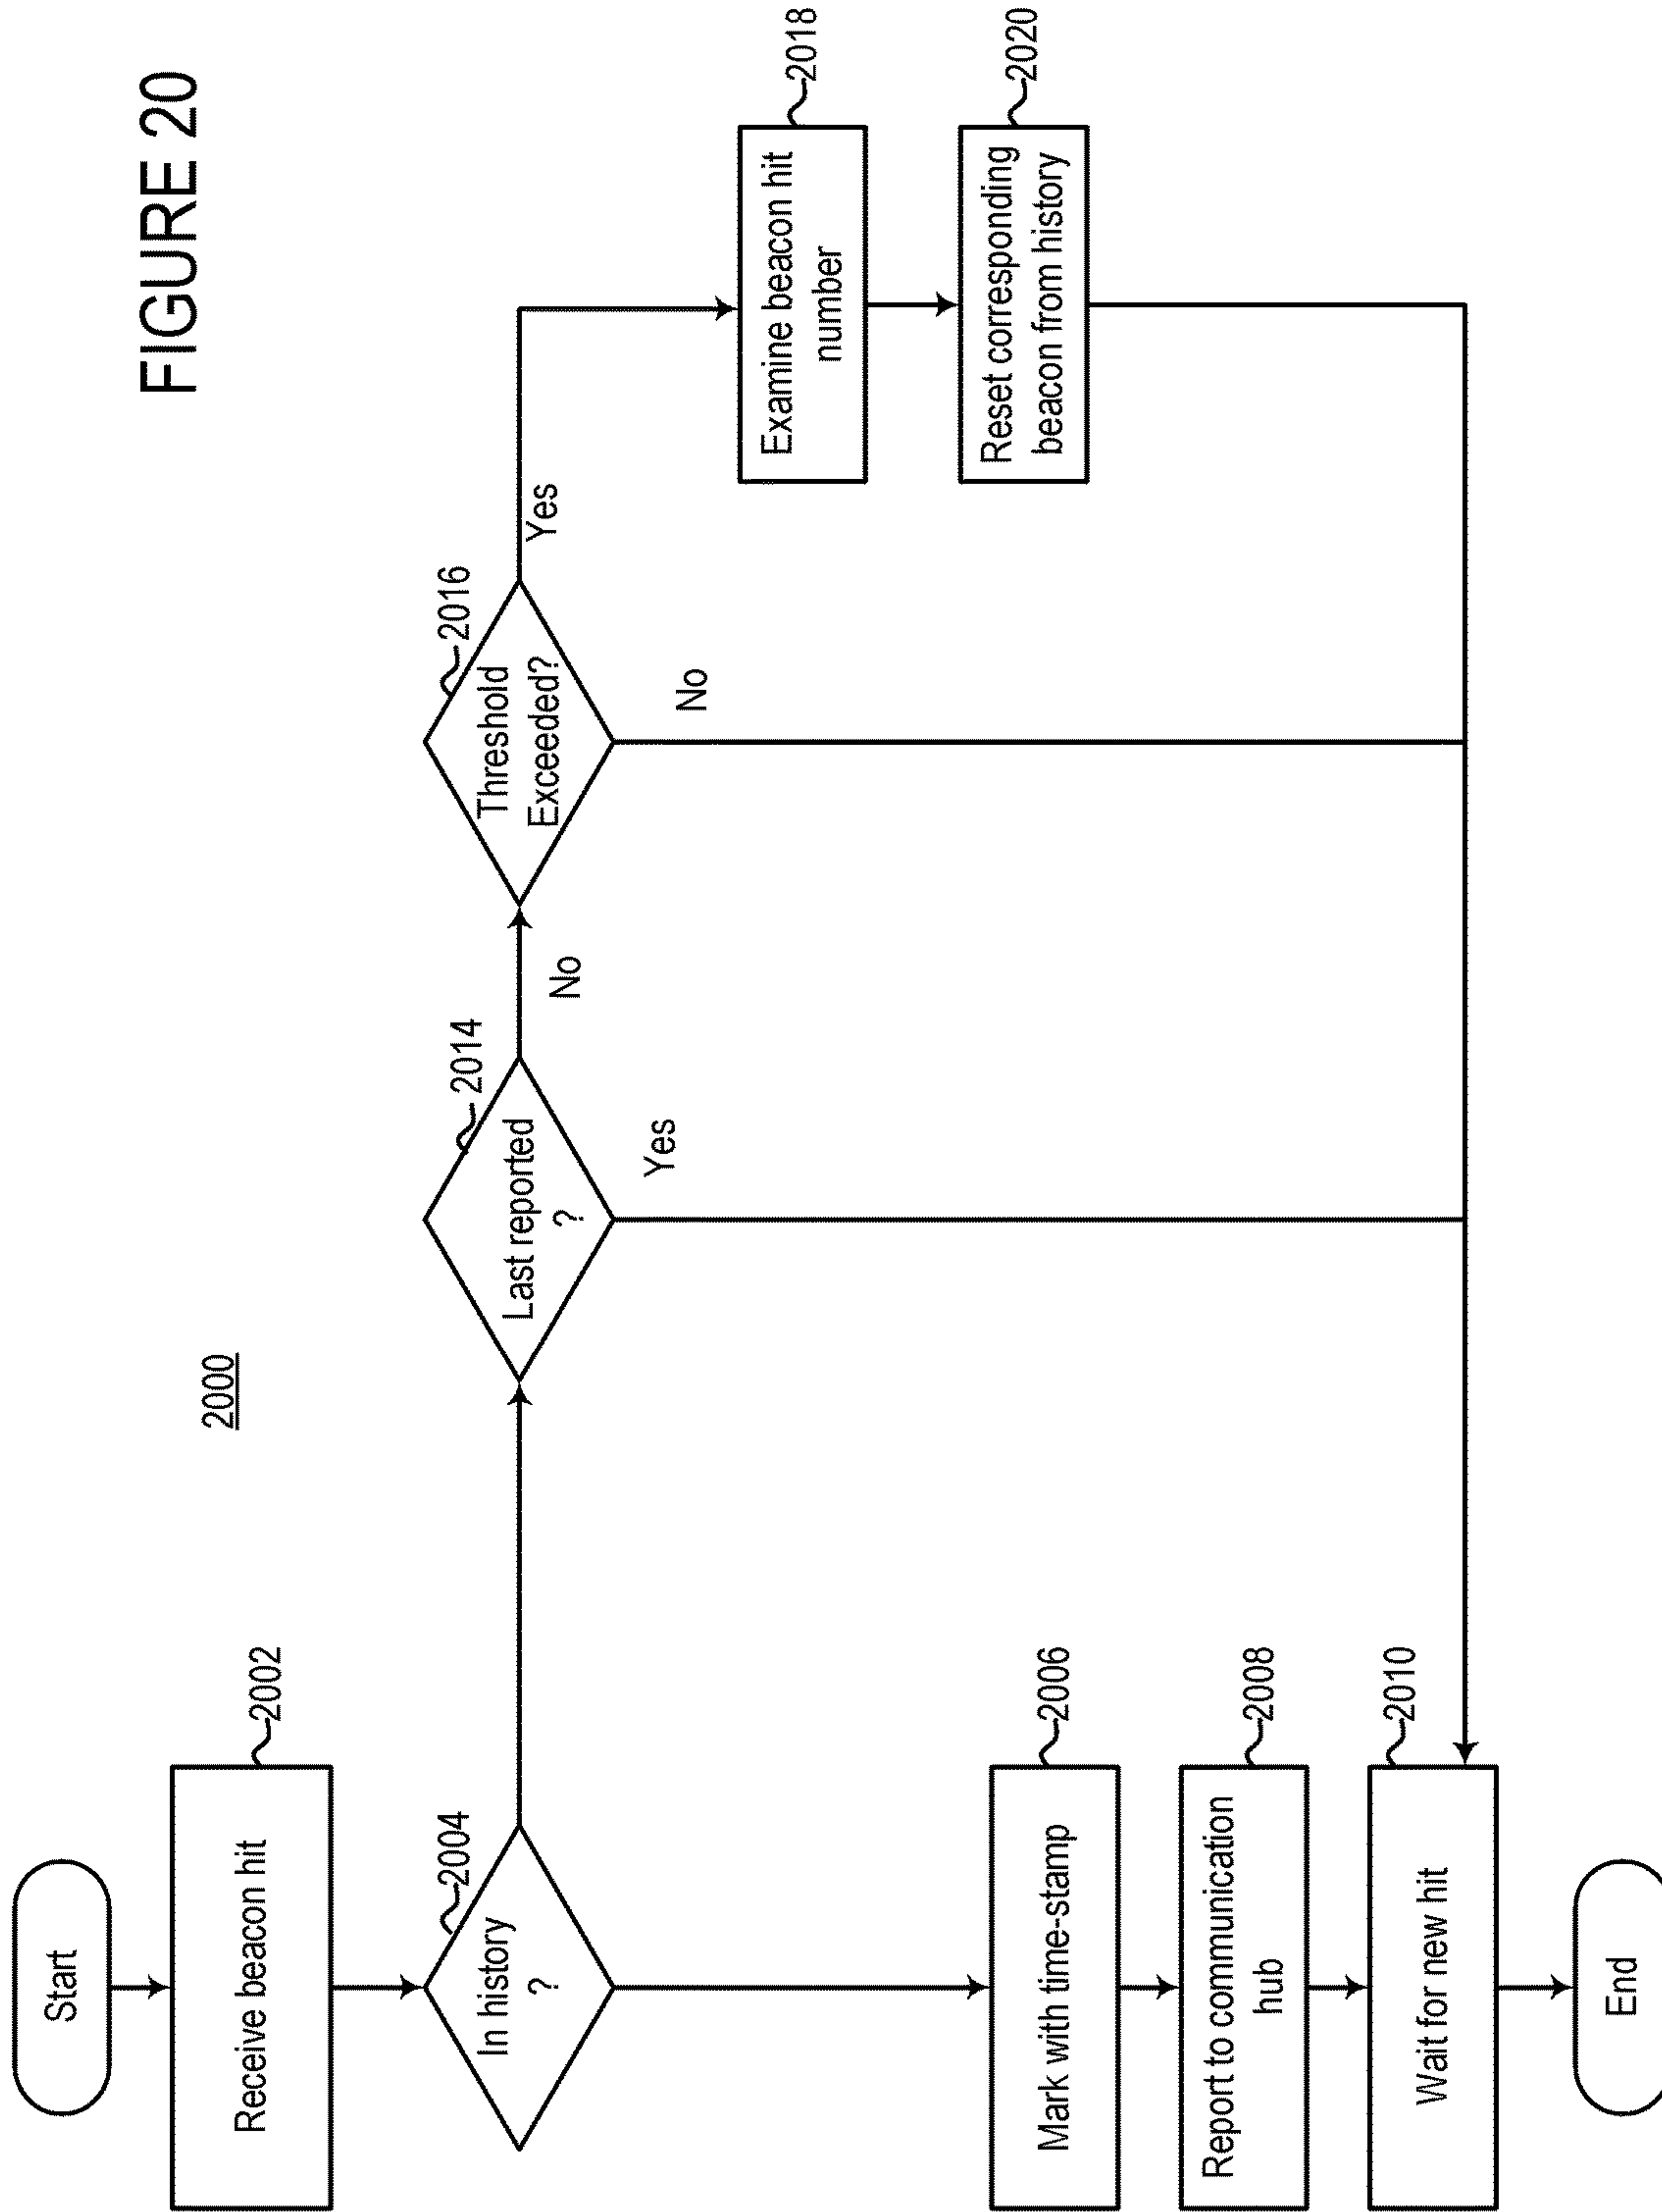 FIGURE 20
2000
Start
Receive beacon hit
2002
In history
?
2004
Last reported
?
2014
Yes
No
Threshold
Exceeded?
2016
Yes
No
Examine beacon hit
number
2018
Reset corresponding
beacon from history
2020
Mark with time-stamp
2006
Report to communication
hub
2008
Wait for new hit
2010
End